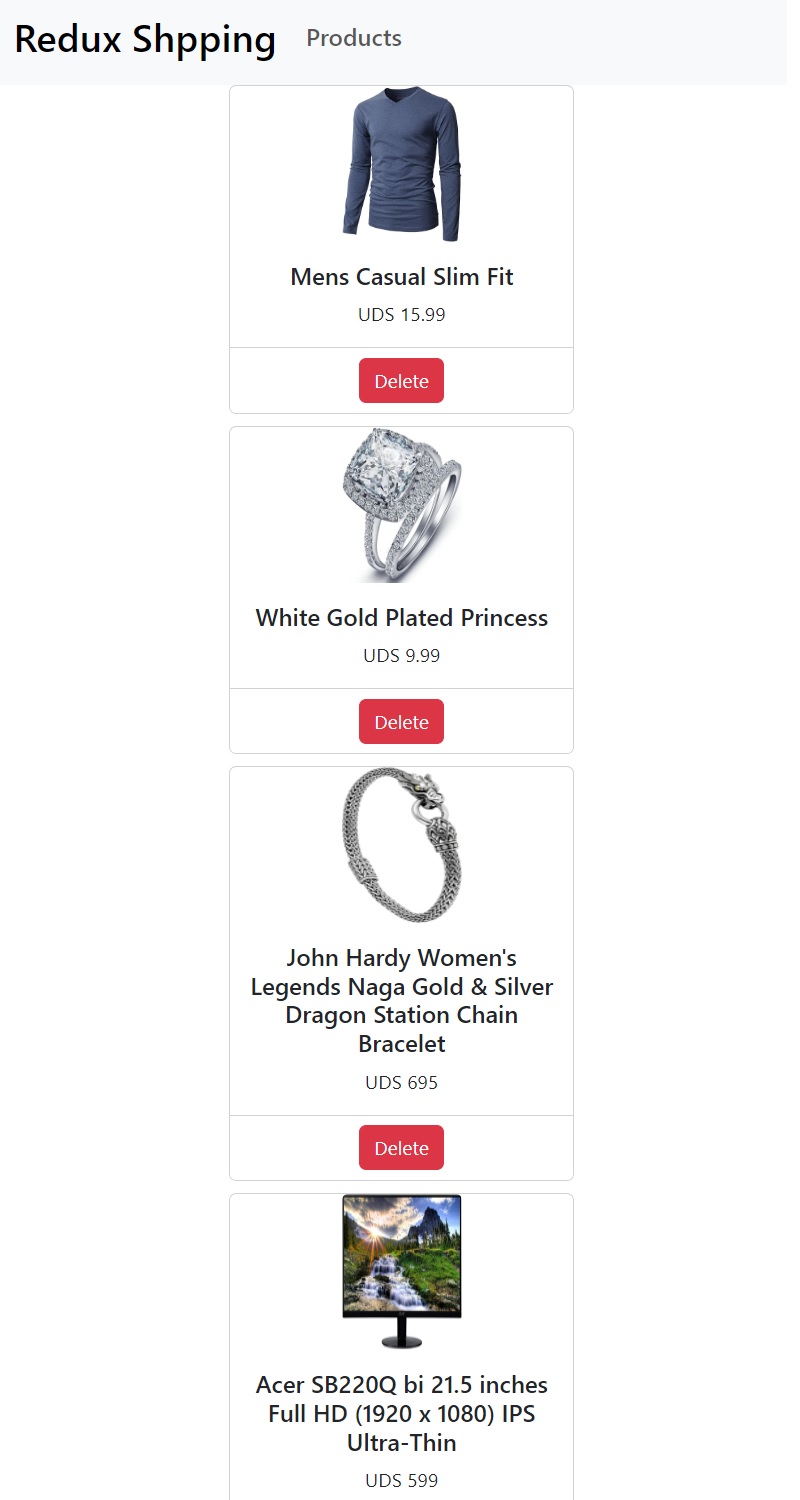 Redux Shpping Products
Mens Casual Slim Fit
UDS 15.99
Delete
White Gold Plated Princess
UDS 9.99
Delete
John Hardy Women's
Legends Naga Gold & Silver
Dragon Station Chain
Bracelet
UDS 695
Delete
Acer SB220Q bi 21.5 inches
Full HD (1920 x 1080) IPS
Ultra-Thin
UDS 599